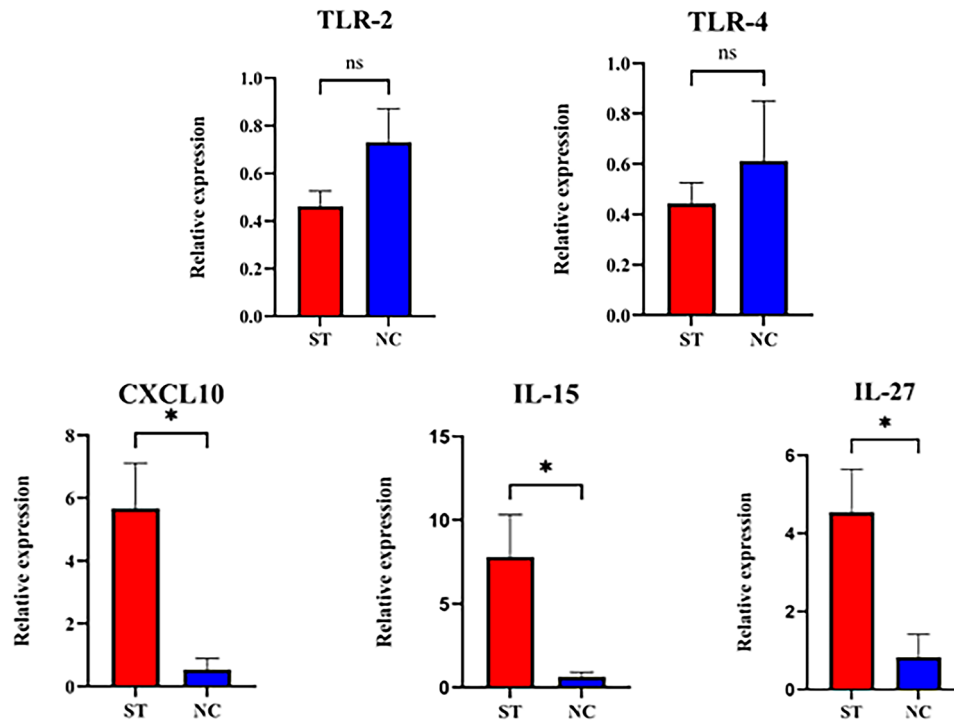 TLR-2
ns
Relative expression
1.0
0.8
0.6
0.4
0.2
0.0
ST NC
TLR-4
ns
Relative expression
1.0
0.8
0.6
0.4
0.2
0.0
ST NC
CXCL10
*
Relative expression
8
6
4
2
0
ST NC
IL-15
*
Relative expression
15
10
5
0
ST NC
IL-27
*
Relative expression
6
4
2
0
ST NC